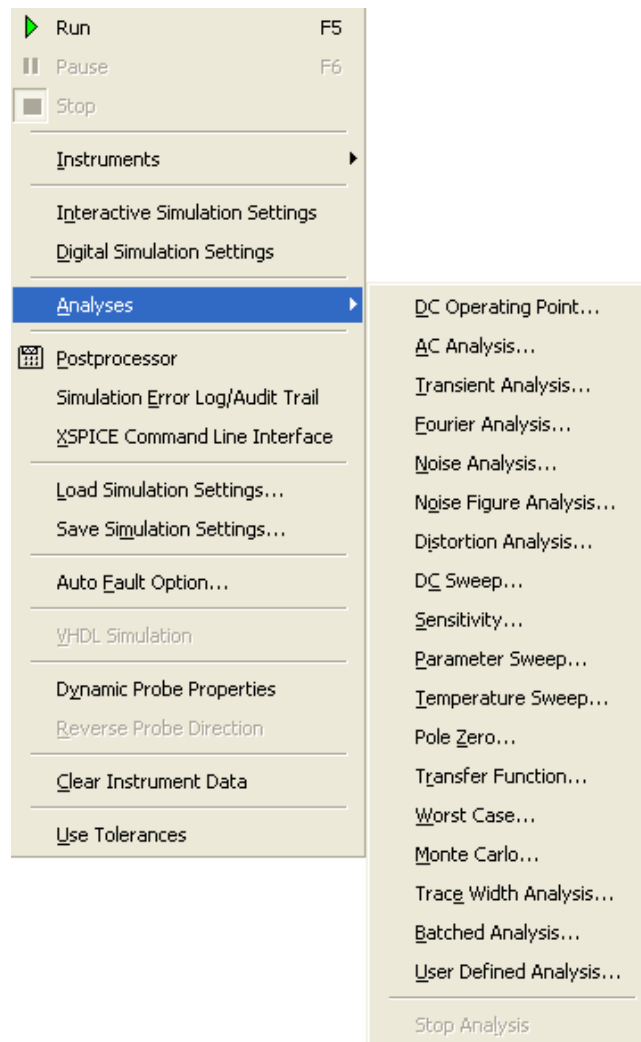 Run F5
Pause F6
Stop
Instruments
Interactive Simulation Settings
Digital Simulation Settings
Analyses
Postprocessor
Simulation Error Log/Audit Trail
XSPICE Command Line Interface
Load Simulation Settings...
Save Simulation Settings...
Auto Fault Option...
VHDL Simulation
Dynamic Probe Properties
Reverse Probe Direction
Clear Instrument Data
Use Tolerances
DC Operating Point...
AC Analysis...
Transient Analysis...
Fourier Analysis...
Noise Analysis...
Noise Figure Analysis...
Distortion Analysis...
DC Sweep...
Sensitivity...
Parameter Sweep...
Temperature Sweep...
Pole Zero...
Transfer Function...
Worst Case...
Monte Carlo...
Trace Width Analysis...
Batched Analysis...
User Defined Analysis...
Stop Analysis